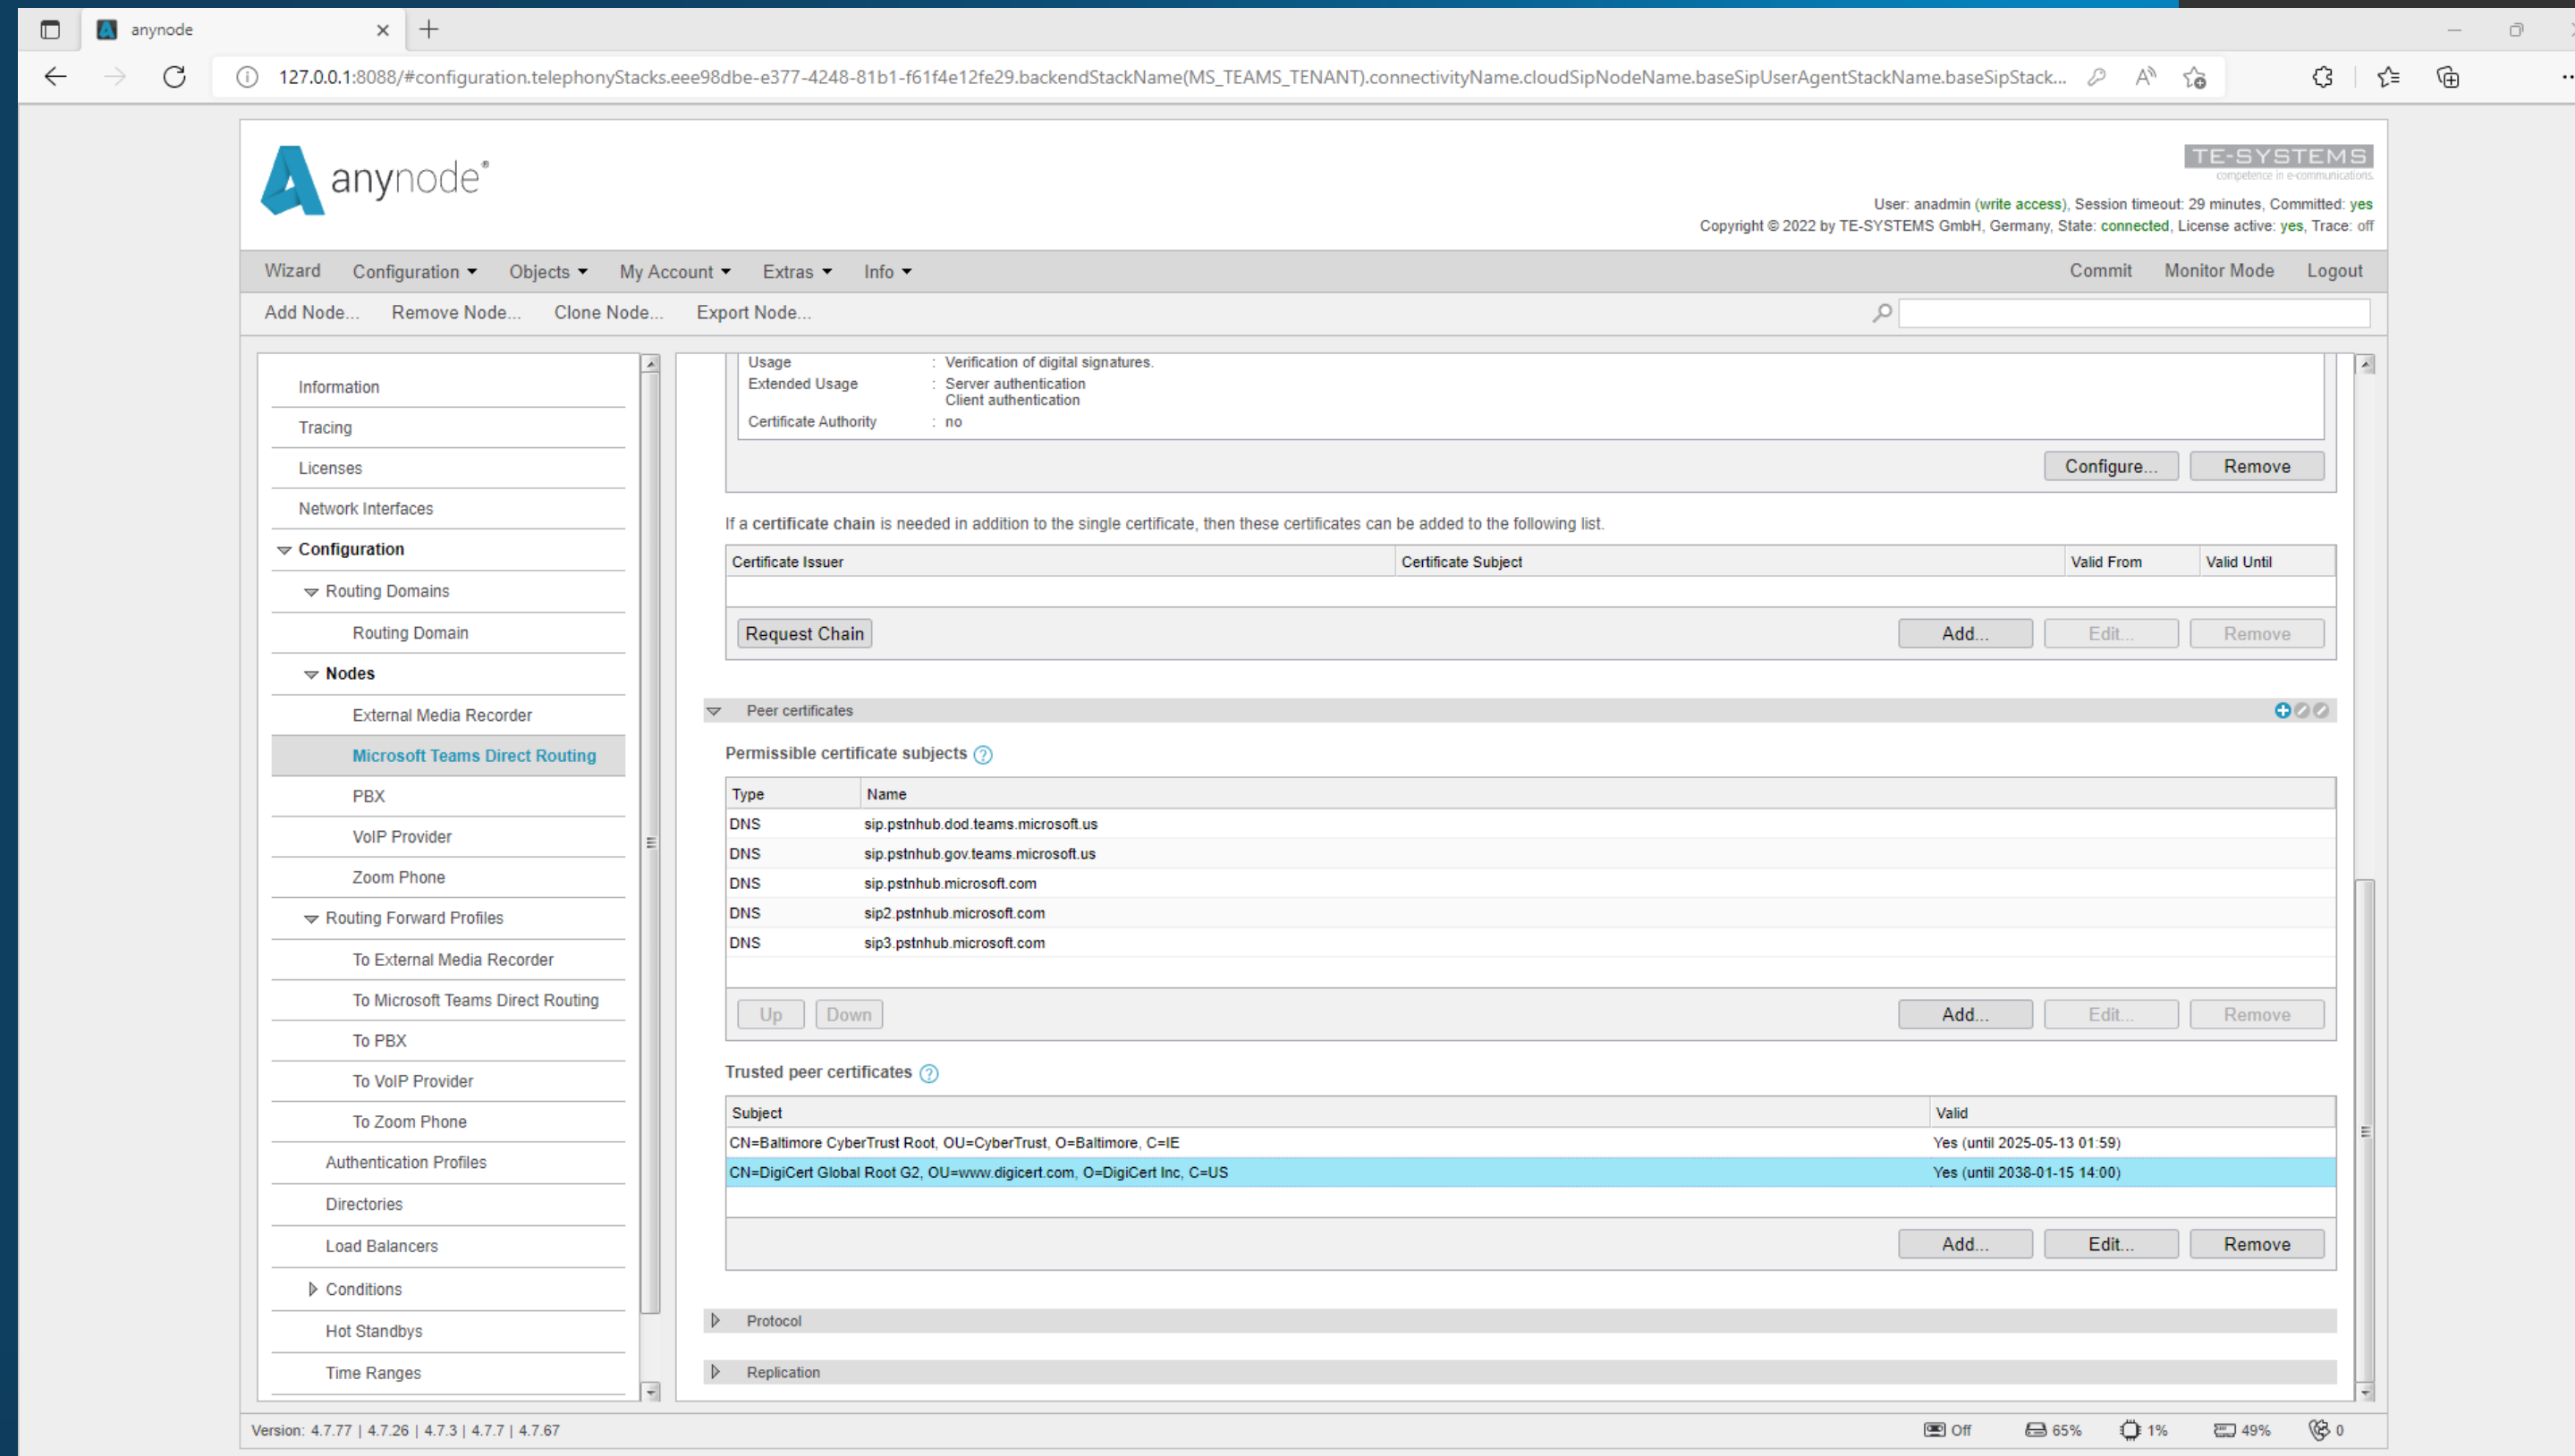 anynode
127.0.0.1:8088/#configuration.telephonyStacks.eee98dbe-e377-4248-81b1-f61f4e12fe29.backendStackName(MS_TEAMS_TENANT).connectivityName.cloudSipNodeName.baseSipUserAgentStackName.baseSipStack...
anynode®
TE-SYSTEMS
competence in e-communications.
User: anadmin (write access), Session timeout: 29 minutes, Committed: yes
Copyright © 2022 by TE-SYSTEMS GmbH, Germany, State: connected, License active: yes, Trace: off
Wizard Configuration Objects My Account Extras Info Commit Monitor Mode Logout
Add Node... Remove Node... Clone Node... Export Node...
Information
Tracing
Licenses
Network Interfaces
Configuration
Routing Domains
Routing Domain
Nodes
External Media Recorder
Microsoft Teams Direct Routing
PBX
VoIP Provider
Zoom Phone
Routing Forward Profiles
To External Media Recorder
To Microsoft Teams Direct Routing
To PBX
To VoIP Provider
To Zoom Phone
Authentication Profiles
Directories
Load Balancers
Conditions
Hot Standbys
Time Ranges
Usage : Verification of digital signatures.
Extended Usage : Server authentication
Client authentication
Certificate Authority : no
Configure... Remove
If a certificate chain is needed in addition to the single certificate, then these certificates can be added to the following list.
Certificate Issuer Certificate Subject Valid From Valid Until
Request Chain Add... Edit... Remove
Peer certificates
Permissible certificate subjects ?
Type Name
DNS sip.pstnhub.dod.teams.microsoft.us
DNS sip.pstnhub.gov.teams.microsoft.us
DNS sip.pstnhub.microsoft.com
DNS sip2.pstnhub.microsoft.com
DNS sip3.pstnhub.microsoft.com
Up Down Add... Edit... Remove
Trusted peer certificates ?
Subject Valid
CN=Baltimore CyberTrust Root, OU=CyberTrust, O=Baltimore, C=IE Yes (until 2025-05-13 01:59)
CN=DigiCert Global Root G2, OU=www.digicert.com, O=DigiCert Inc, C=US Yes (until 2038-01-15 14:00)
Add... Edit... Remove
Protocol
Replication
Version: 4.7.77 | 4.7.26 | 4.7.3 | 4.7.7 | 4.7.67 Off 65% 1% 49% 0